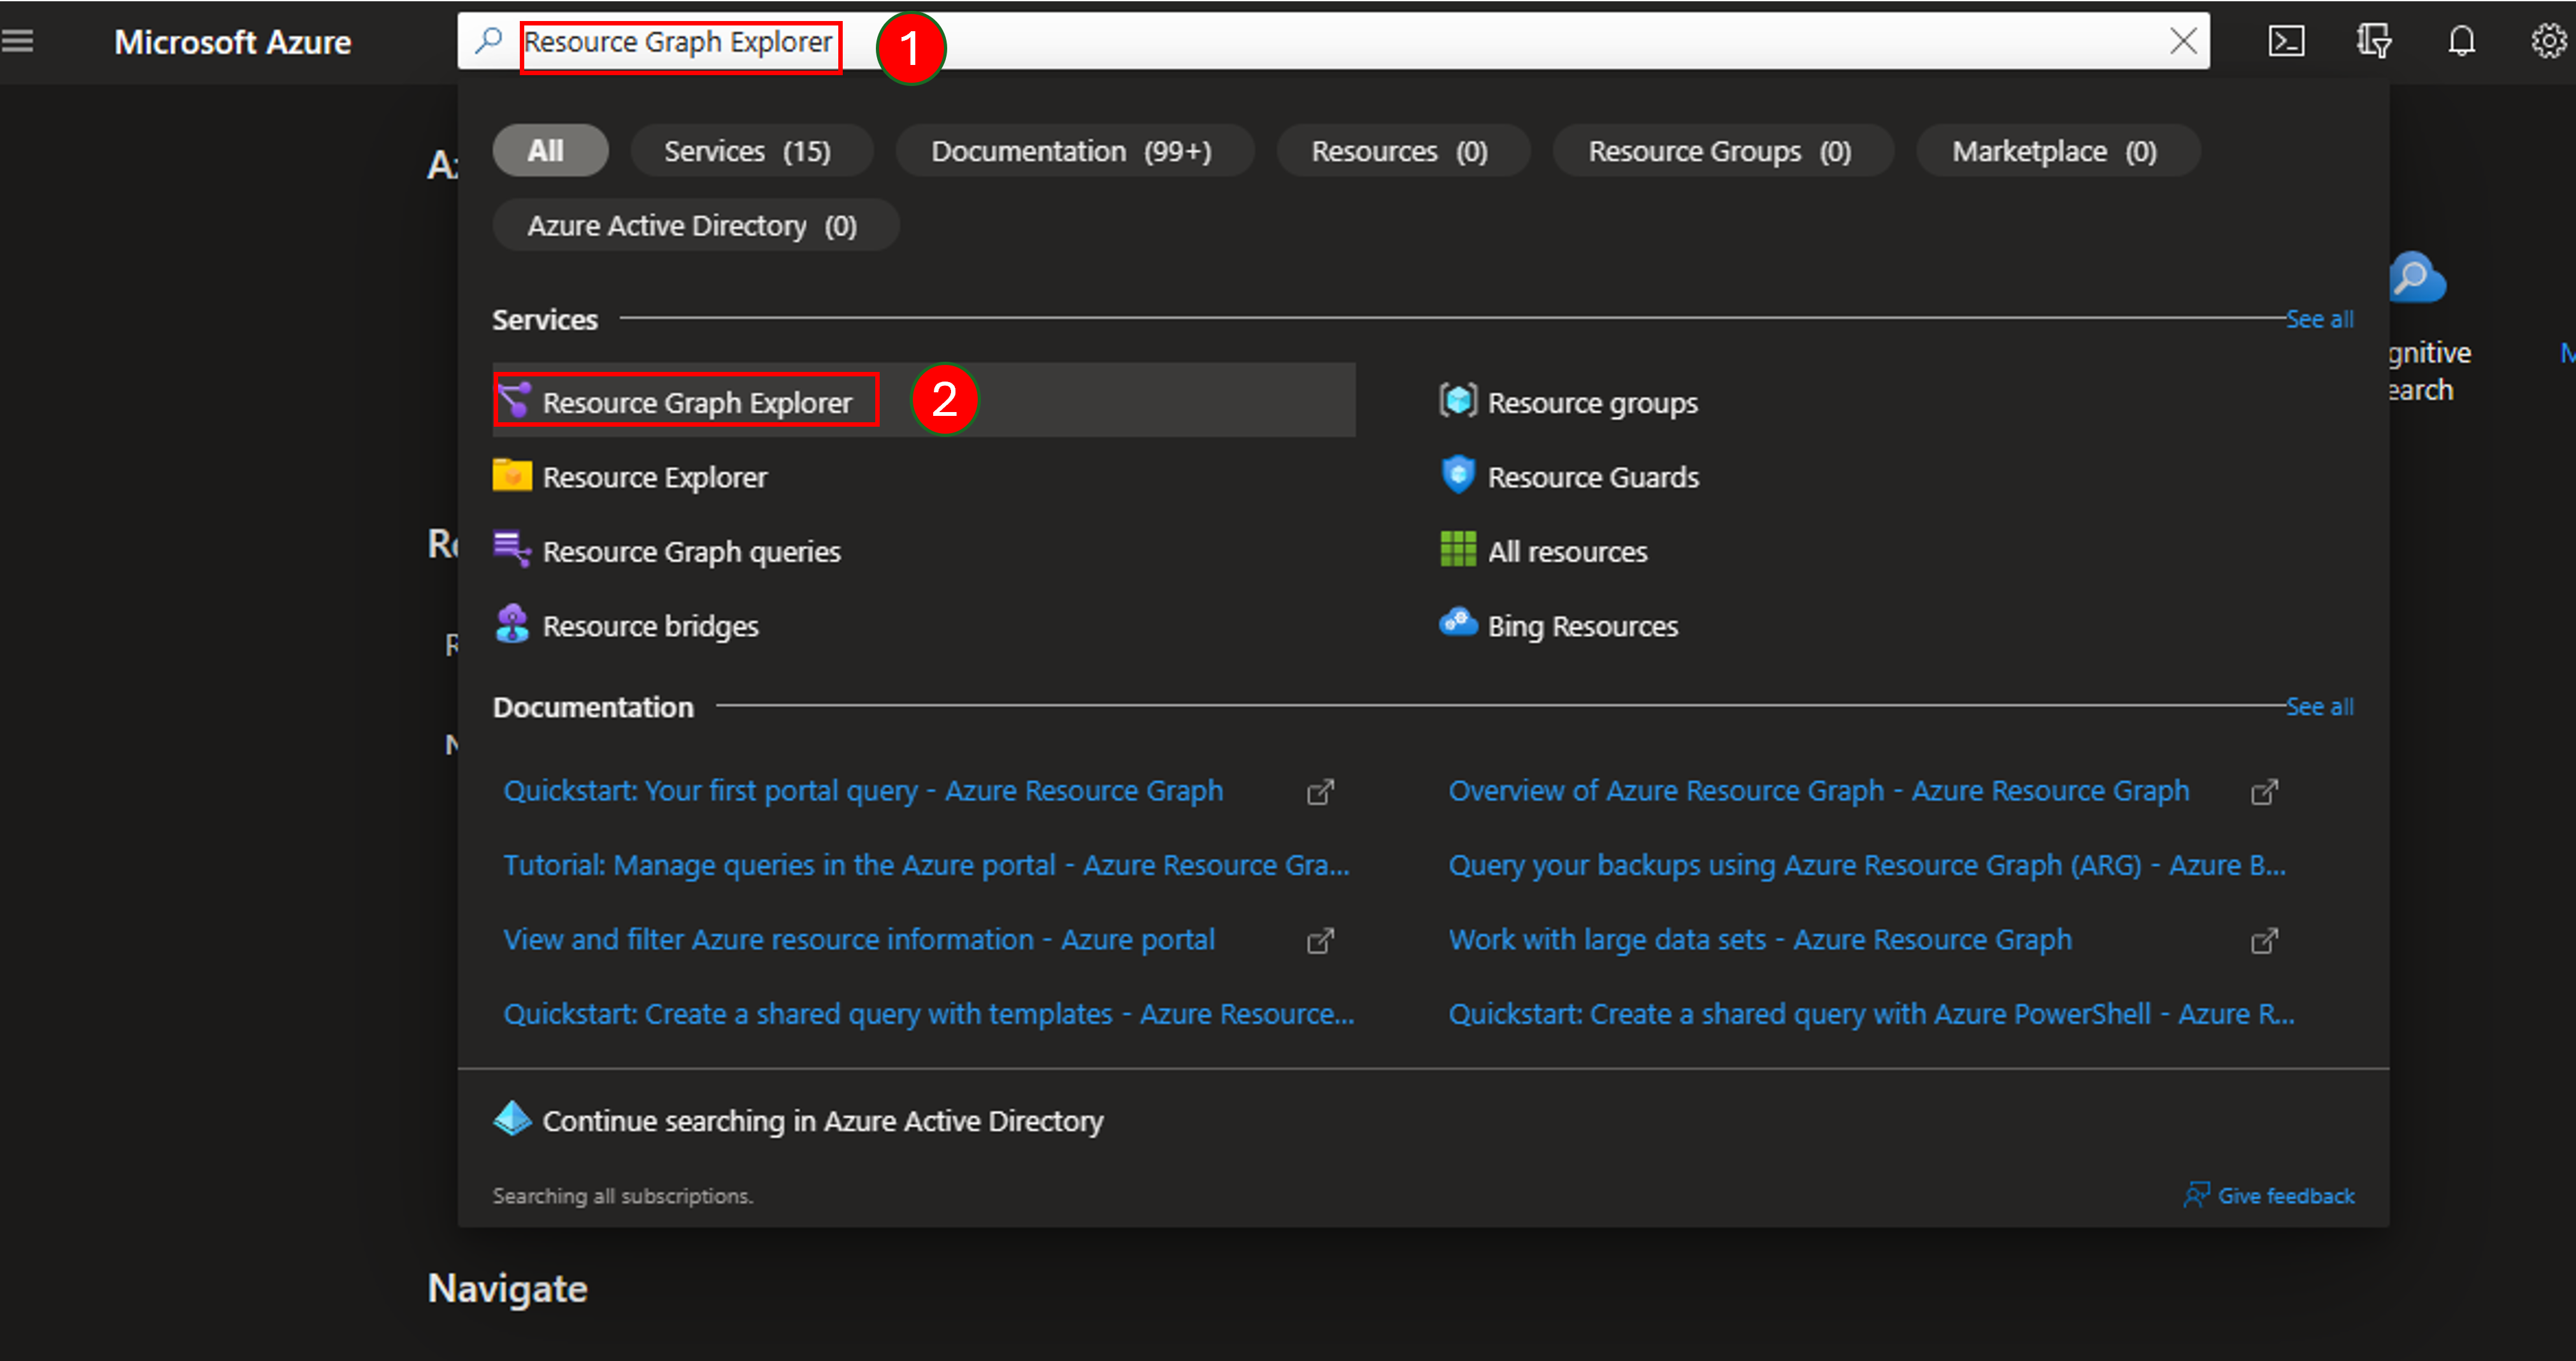 Microsoft Azure
Resource Graph Explorer
1
All
Services (15)
Documentation (99+)
Resources (0)
Resource Groups (0)
Marketplace (0)
Azure Active Directory (0)
Services
See all
Resource Graph Explorer
2
Resource groups
Resource Explorer
Resource Guards
Resource Graph queries
All resources
Resource bridges
Bing Resources
Documentation
See all
Quickstart: Your first portal query - Azure Resource Graph
Overview of Azure Resource Graph - Azure Resource Graph
Tutorial: Manage queries in the Azure portal - Azure Resource Gra...
Query your backups using Azure Resource Graph (ARG) - Azure B...
View and filter Azure resource information - Azure portal
Work with large data sets - Azure Resource Graph
Quickstart: Create a shared query with templates - Azure Resource...
Quickstart: Create a shared query with Azure PowerShell - Azure R...
Continue searching in Azure Active Directory
Searching all subscriptions.
Give feedback
gnitive
earch
Navigate